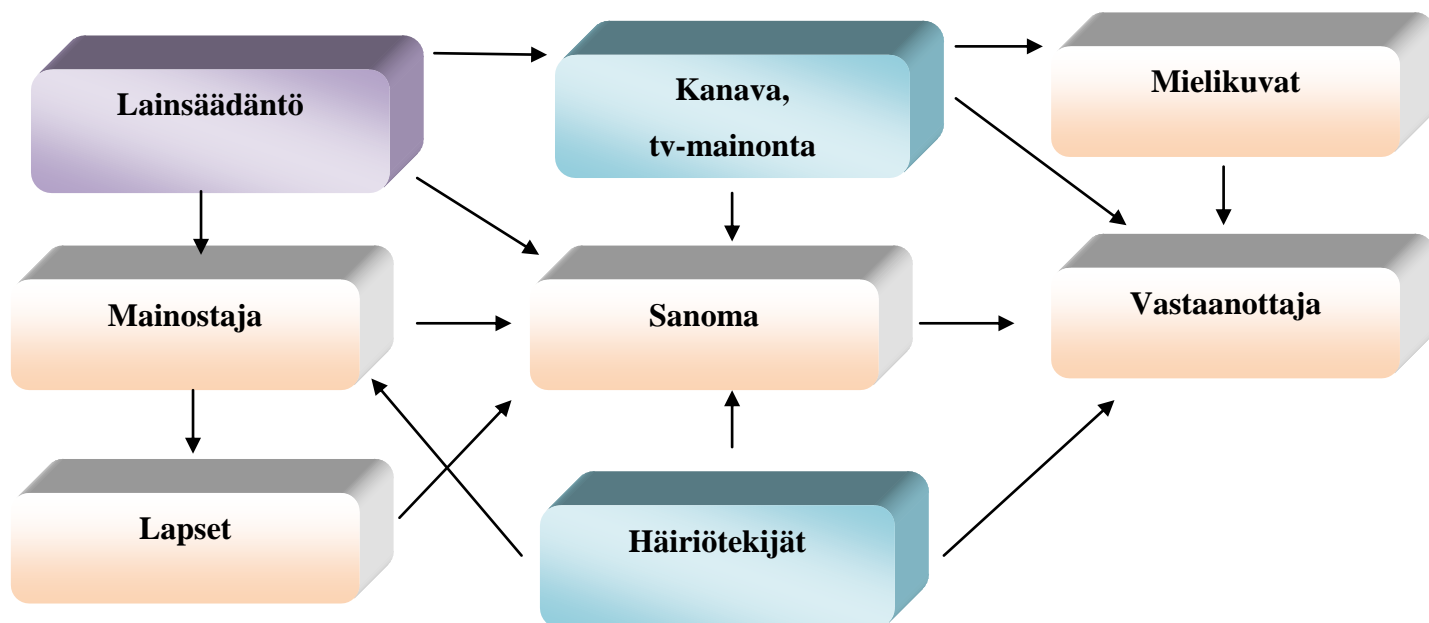 Lainsäädäntö
Kanava,
tv-mainonta
Mielikuvat
Mainostaja
Sanoma
Vastaanottaja
Lapset
Häiriötekijät